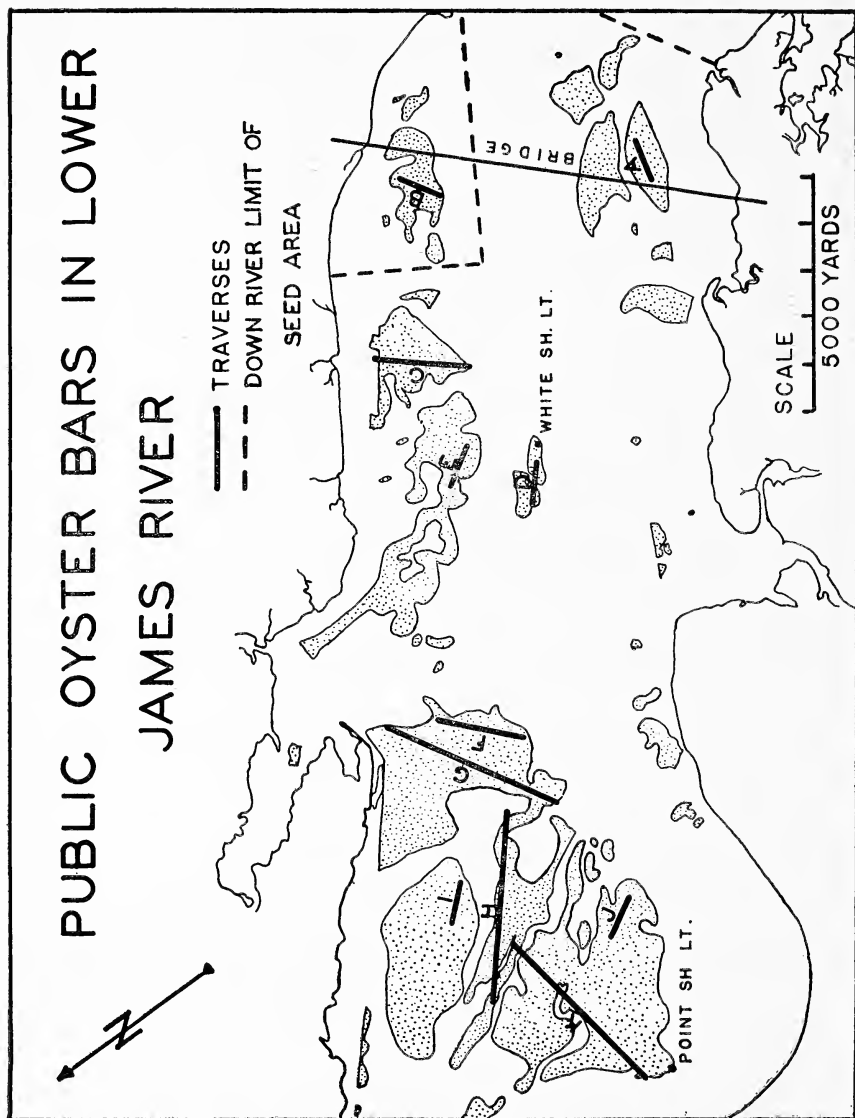 PUBLIC OYSTER BARS IN LOWER
JAMES RIVER
TRAVERSES
DOWN RIVER LIMIT OF
SEED AREA
N
BRIDGE
B
A
C
E
WHITE SH. LT.
F
G
H
I
J
K
POINT SH LT.
SCALE
5000 YARDS